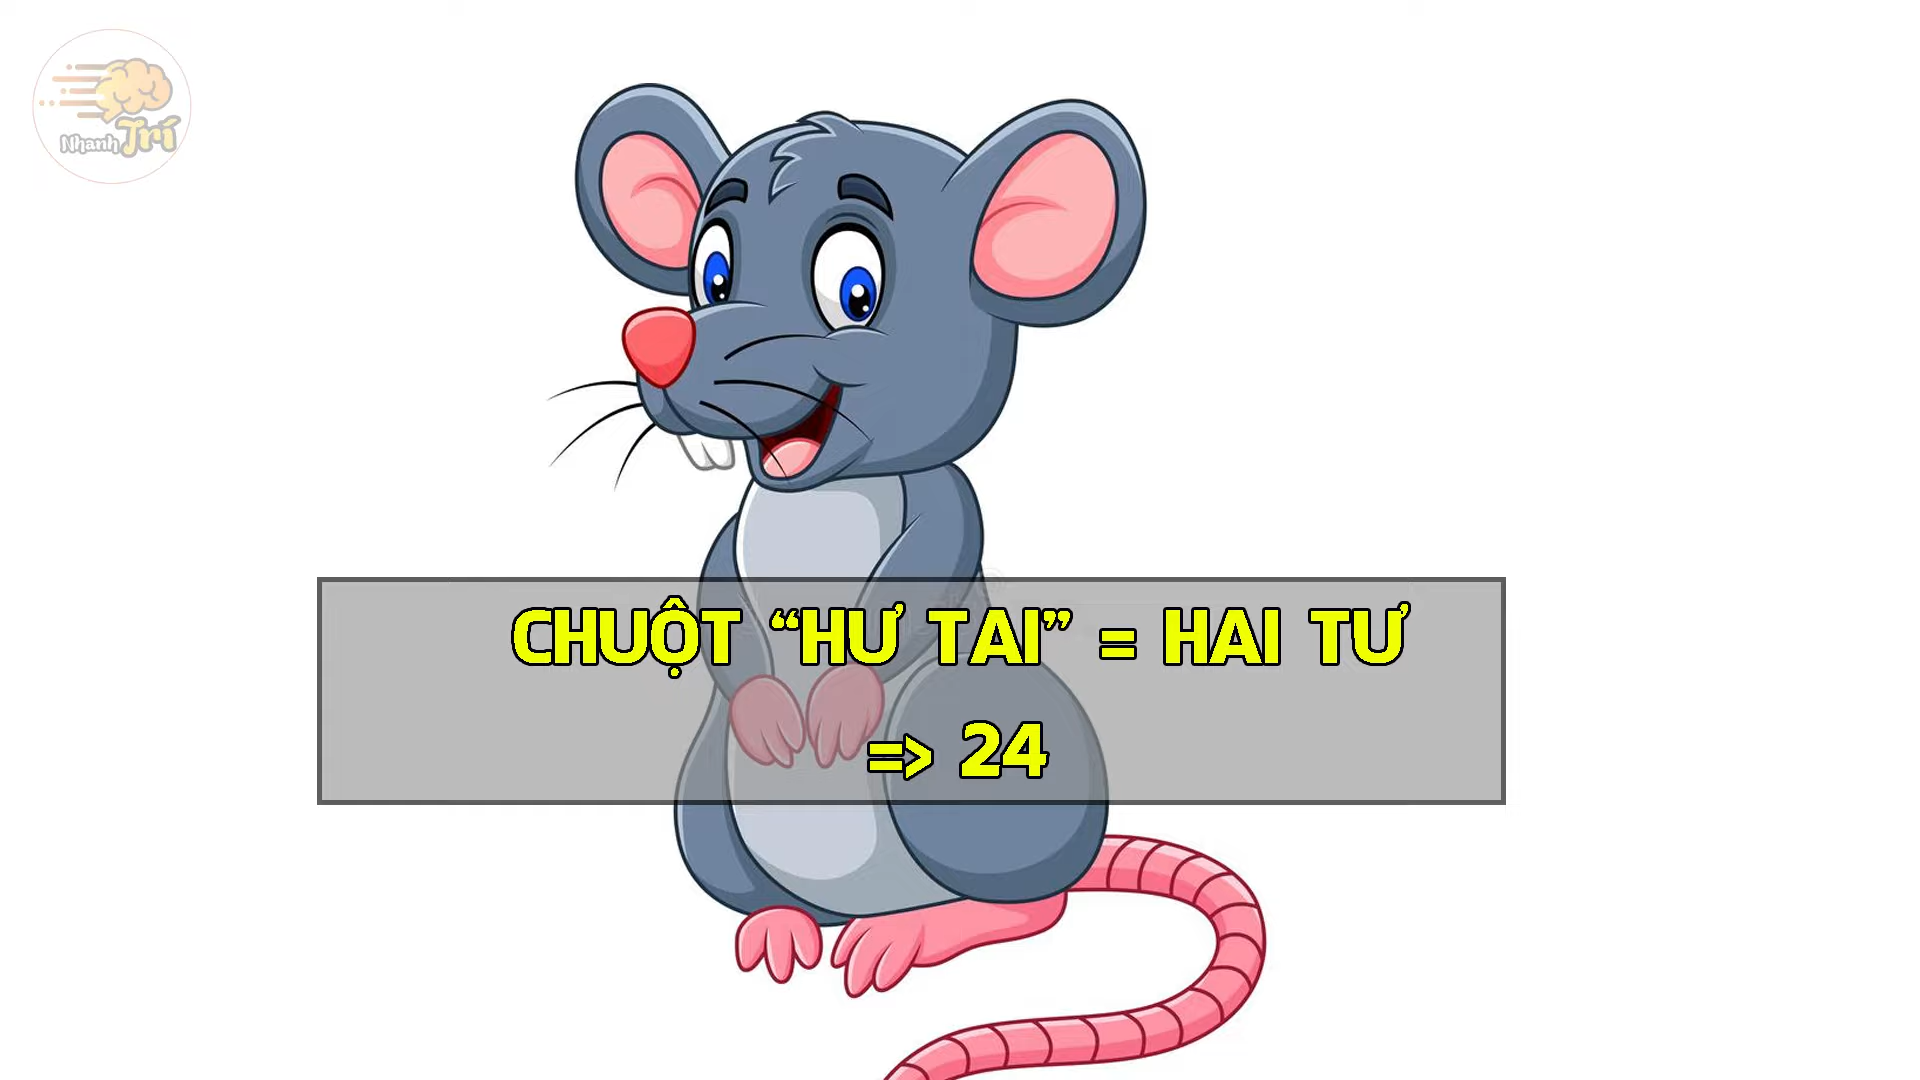 Nhanh Trí
CHUỘT “HƯ TAI” = HAI TƯ
=> 24